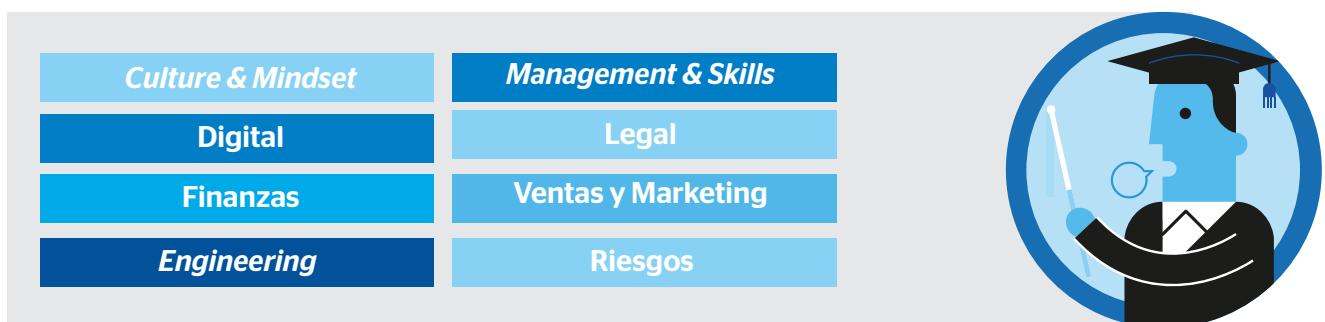 Culture & Mindset
Digital
Finanzas
Engineering
Management & Skills
Legal
Ventas y Marketing
Riesgos